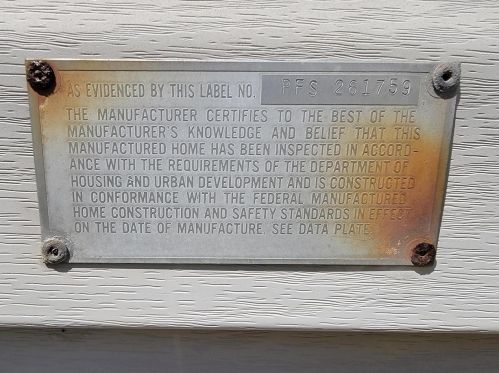 AS EVIDENCED BY THIS LABEL NO. PFS 261759
THE MANUFACTURER CERTIFIES TO THE BEST OF THE
MANUFACTURER'S KNOWLEDGE AND BELIEF THAT THIS
MANUFACTURED HOME HAS BEEN INSPECTED IN ACCORD-
ANCE WITH THE REQUIREMENTS OF THE DEPARTMENT OF
HOUSING AND URBAN DEVELOPMENT AND IS CONSTRUCTED
IN CONFORMANCE WITH THE FEDERAL MANUFACTURED
HOME CONSTRUCTION AND SAFETY STANDARDS IN EFFECT
ON THE DATE OF MANUFACTURE. SEE DATA PLATE.